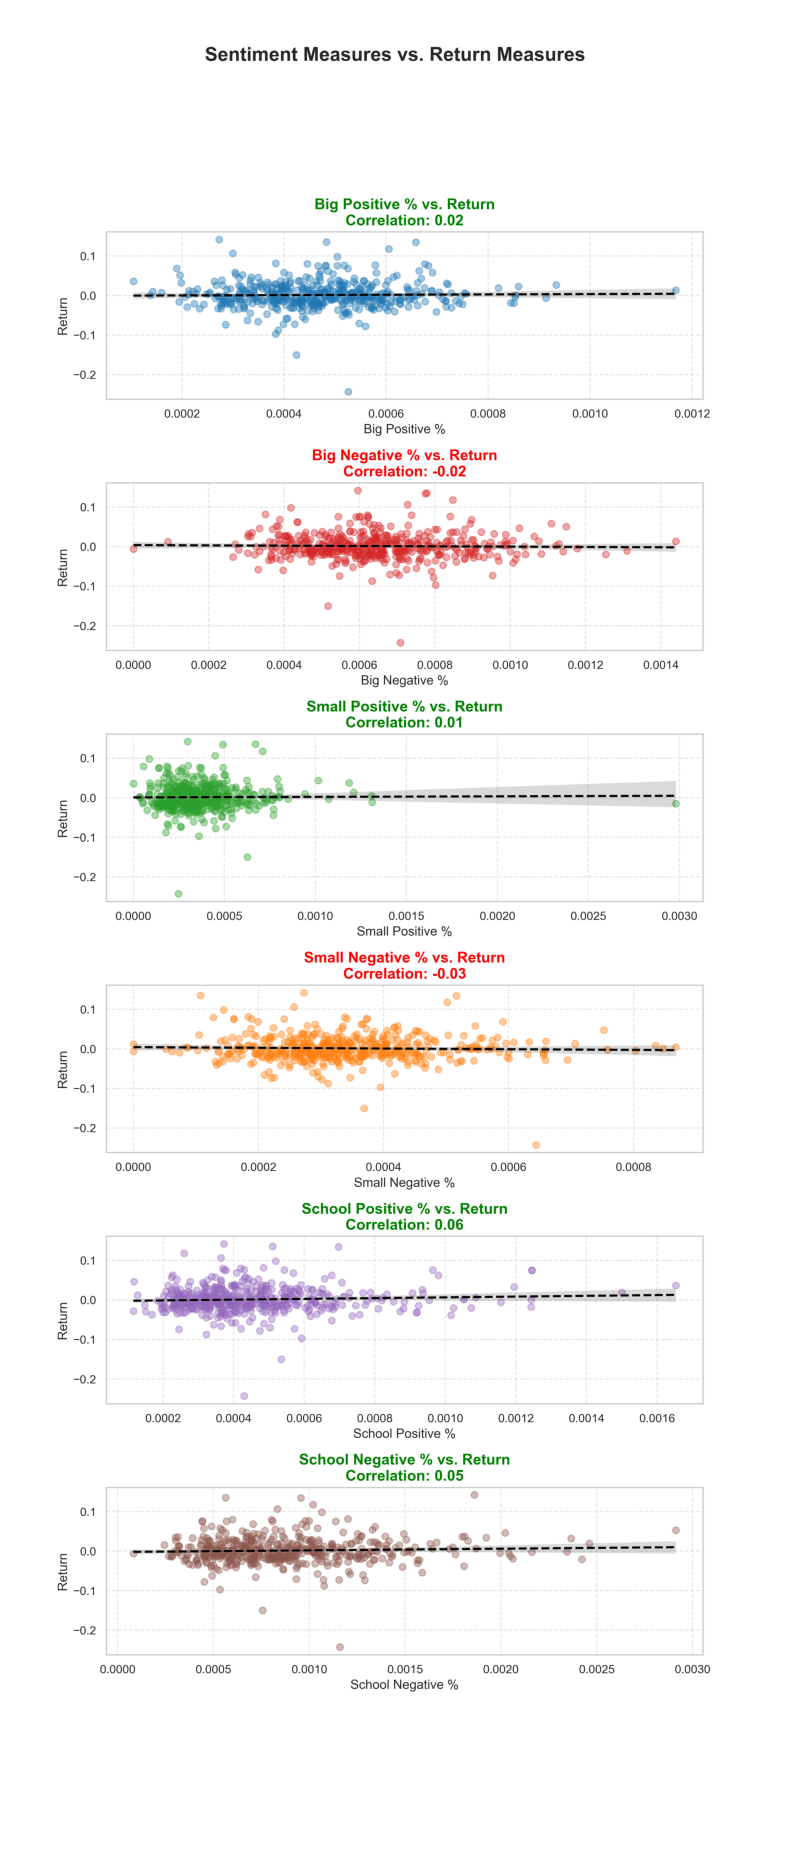 Sentiment Measures vs. Return Measures
Big Positive % vs. Return
Correlation: 0.02
0.1
0.0
−0.1
−0.2
Return
0.0002 0.0004 0.0006 0.0008 0.0010 0.0012
Big Positive %
Big Negative % vs. Return
Correlation: -0.02
0.1
0.0
−0.1
−0.2
Return
0.0000 0.0002 0.0004 0.0006 0.0008 0.0010 0.0012 0.0014
Big Negative %
Small Positive % vs. Return
Correlation: 0.01
0.1
0.0
−0.1
−0.2
Return
0.0000 0.0005 0.0010 0.0015 0.0020 0.0025 0.0030
Small Positive %
Small Negative % vs. Return
Correlation: -0.03
0.1
0.0
−0.1
−0.2
Return
0.0000 0.0002 0.0004 0.0006 0.0008
Small Negative %
School Positive % vs. Return
Correlation: 0.06
0.1
0.0
−0.1
−0.2
Return
0.0002 0.0004 0.0006 0.0008 0.0010 0.0012 0.0014 0.0016
School Positive %
School Negative % vs. Return
Correlation: 0.05
0.1
0.0
−0.1
−0.2
Return
0.0000 0.0005 0.0010 0.0015 0.0020 0.0025 0.0030
School Negative %